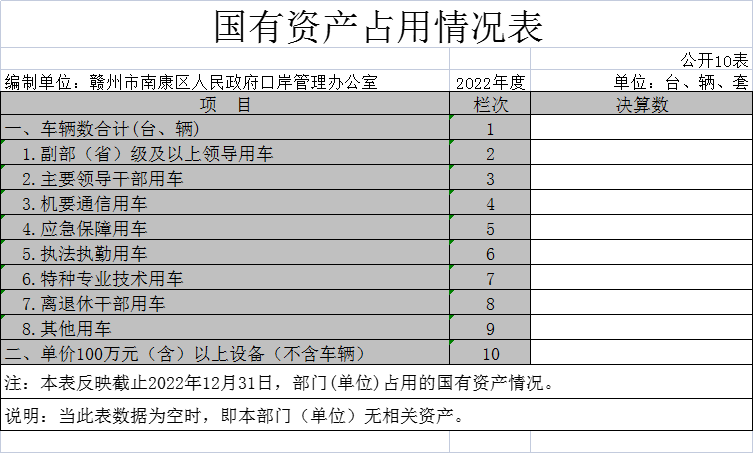 国有资产占用情况表
公开10表
编制单位：赣州市南康区人民政府口岸管理办公室 2022年度 单位：台、辆、套
项 目 栏次 决算数
一、车辆数合计(台、辆) 1
1.副部（省）级及以上领导用车 2
2.主要领导干部用车 3
3.机要通信用车 4
4.应急保障用车 5
5.执法执勤用车 6
6.特种专业技术用车 7
7.离退休干部用车 8
8.其他用车 9
二、单价100万元（含）以上设备（不含车辆） 10
注：本表反映截止2022年12月31日，部门(单位)占用的国有资产情况。
说明：当此表数据为空时，即本部门（单位）无相关资产。